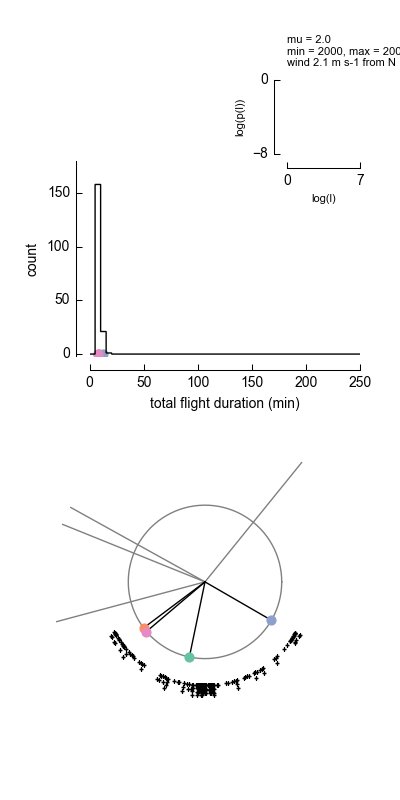 mu = 2.0
min = 2000, max = 200
wind 2.1 m s-1 from N
0
log(p(l))
−8
0 7
log(l)
150
100
50
0
count
0 50 100 150 200 250
total flight duration (min)